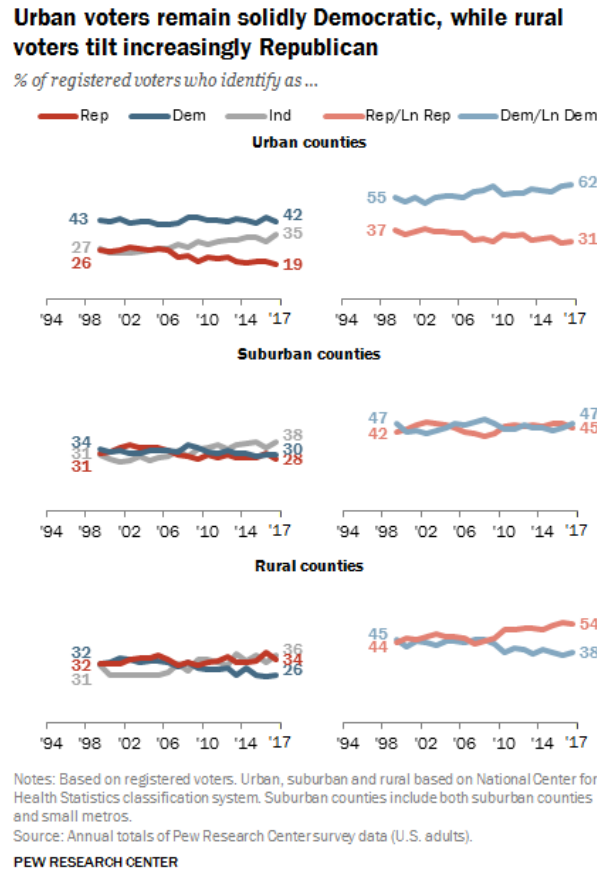 Urban voters remain solidly Democratic, while rural
voters tilt increasingly Republican
% of registered voters who identify as ...
Rep Dem Ind Rep/Ln Rep Dem/Ln Dem
Urban counties
43 42 35 27 26 19
55 62 37 31
'94 '98 '02 '06 '10 '14 '17 '94 '98 '02 '06 '10 '14 '17
Suburban counties
34 31 31 38 30 28
47 42 47 45
'94 '98 '02 '06 '10 '14 '17 '94 '98 '02 '06 '10 '14 '17
Rural counties
32 32 31 36 34 26
45 44 54 38
'94 '98 '02 '06 '10 '14 '17 '94 '98 '02 '06 '10 '14 '17
Notes: Based on registered voters. Urban, suburban and rural based on National Center for
Health Statistics classification system. Suburban counties include both suburban counties
and small metros.
Source: Annual totals of Pew Research Center survey data (U.S. adults).
PEW RESEARCH CENTER